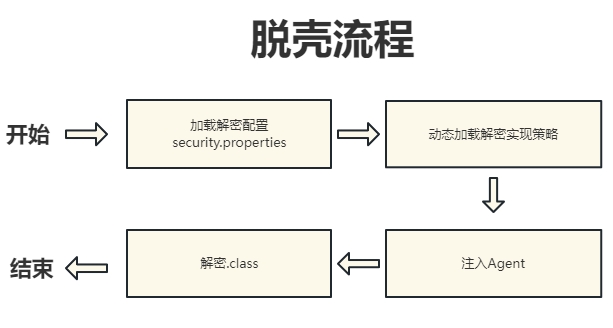 脱壳流程
开始
加载解密配置
security.properties
动态加载解密实现策略
注入Agent
解密.class
结束